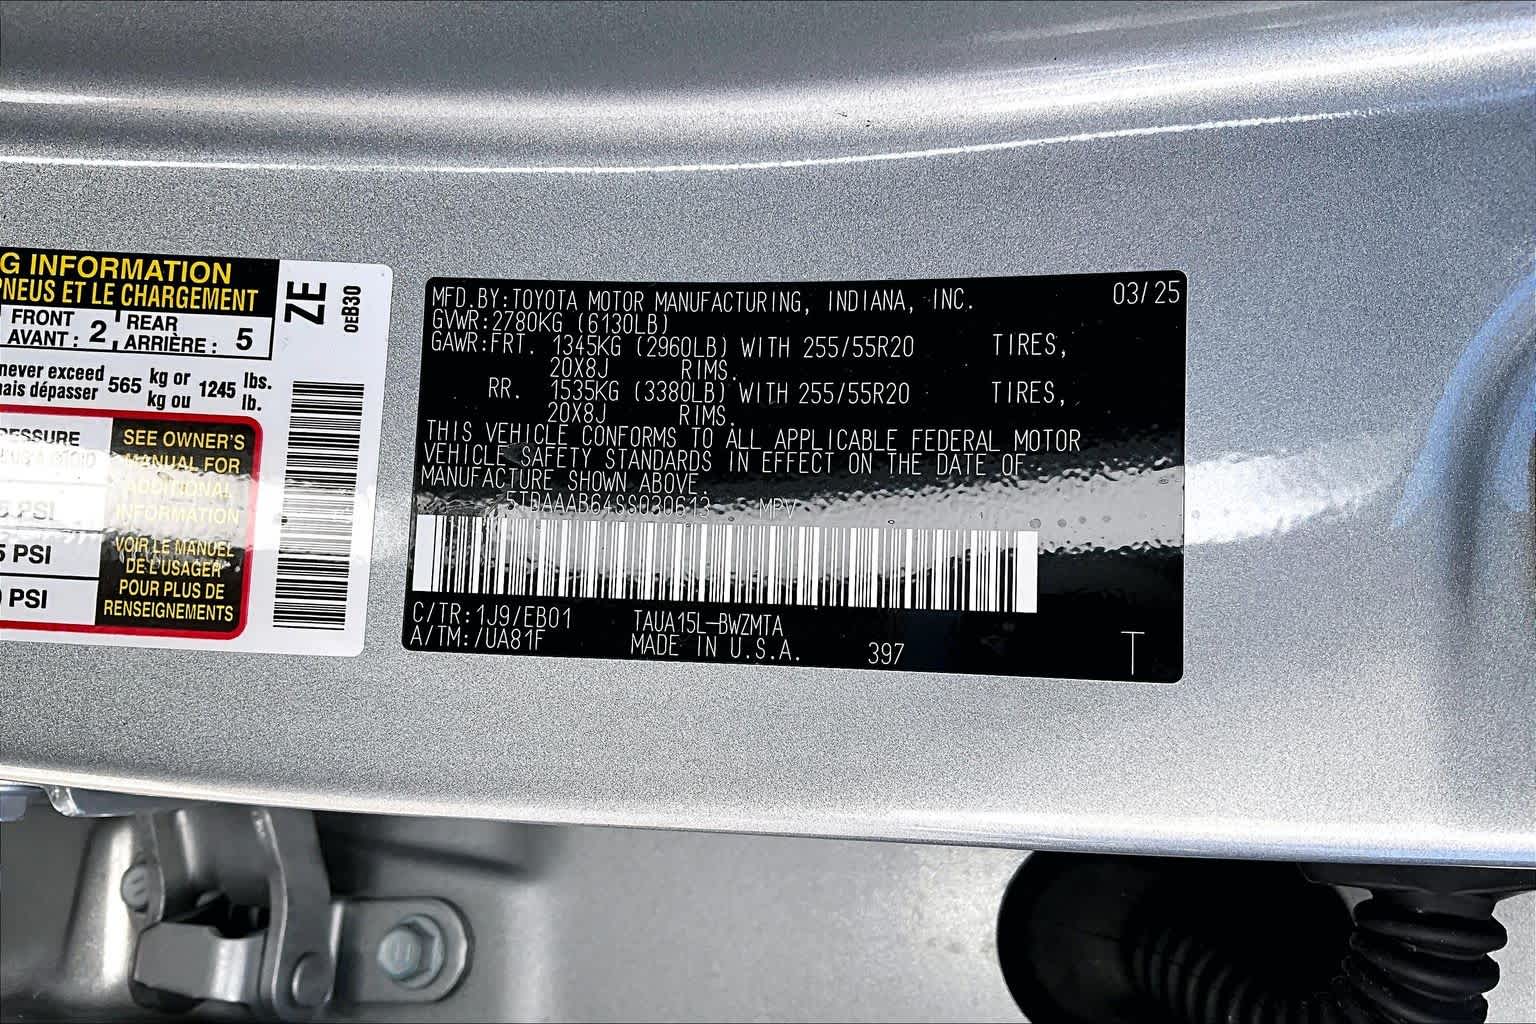 G INFORMATION
PNEUS ET LE CHARGEMENT
FRONT
AVANT : 2
REAR
ARRIÈRE : 5
never exceed
mais dépasser 565 kg or 1245 lbs.
kg ou lb.
PRESSURE
SEE OWNER'S
MANUAL FOR
ADDITIONAL
INFORMATION
VOIR LE MANUEL
DE L'USAGER
POUR PLUS DE
RENSEIGNEMENTS
5 PSI
5 PSI
0 PSI
ZE
0EB30
MFD.BY:TOYOTA MOTOR MANUFACTURING, INDIANA, INC. 03/25
GVWR:2780KG (6130LB)
GAWR:FRT. 1345KG (2960LB) WITH 255/55R20 TIRES,
20X8J RIMS.
RR. 1535KG (3380LB) WITH 255/55R20 TIRES,
20X8J RIMS.
THIS VEHICLE CONFORMS TO ALL APPLICABLE FEDERAL MOTOR
VEHICLE SAFETY STANDARDS IN EFFECT ON THE DATE OF
MANUFACTURE SHOWN ABOVE.
5TDAAAB64SS030613 MPV
C/TR:1J9/EB01 TAUA15L-BWZMTA
A/TM:/UA81F MADE IN U.S.A. 397 T